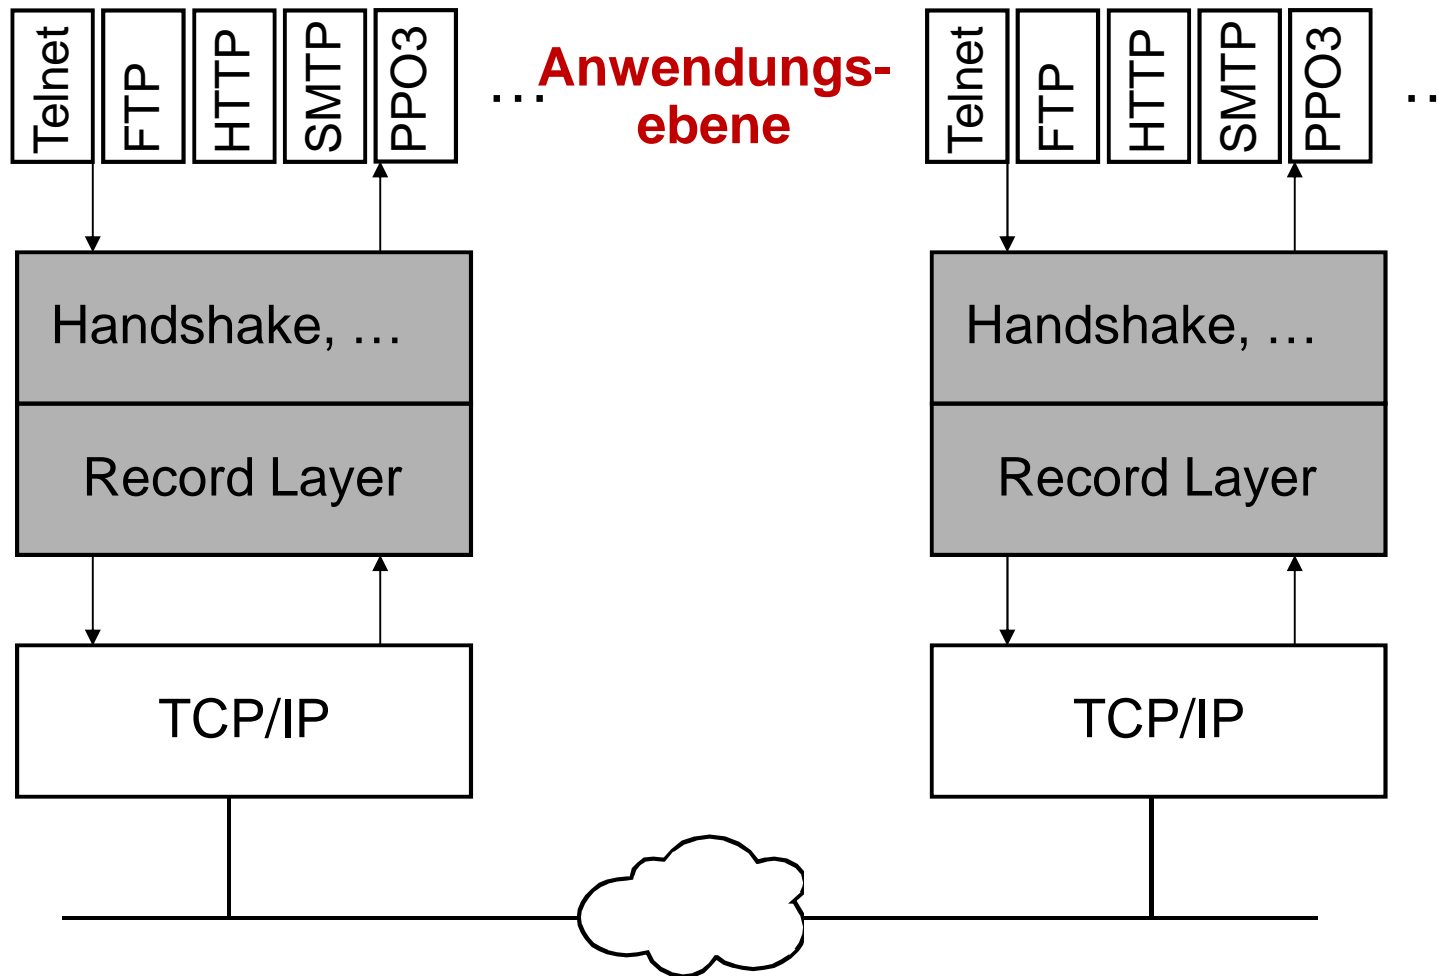 Telnet
FTP
HTTP
SMTP
PPO3
...
Anwendungs-
ebene
Telnet
FTP
HTTP
SMTP
PPO3
..
Handshake, ...
Handshake, ...
Record Layer
Record Layer
TCP/IP
TCP/IP